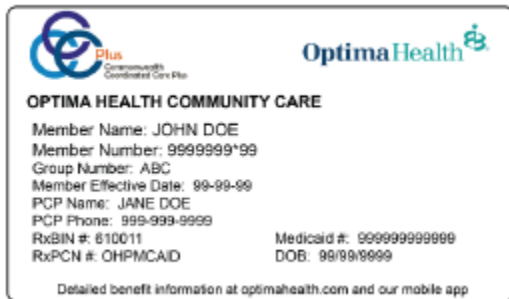 Plus
Commonwealth
Coordinated Care Plus
Optima Health
OPTIMA HEALTH COMMUNITY CARE
Member Name: JOHN DOE
Member Number: 9999999*99
Group Number: ABC
Member Effective Date: 99-99-99
PCP Name: JANE DOE
PCP Phone: 999-999-9999
RxBIN #: 610011 Medicaid #: 999999999999
RxPCN #: OHPMCAID DOB: 99/99/9999
Detailed benefit information at optimahealth.com and our mobile app